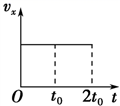 vₓ
O t₀ 2t₀ t